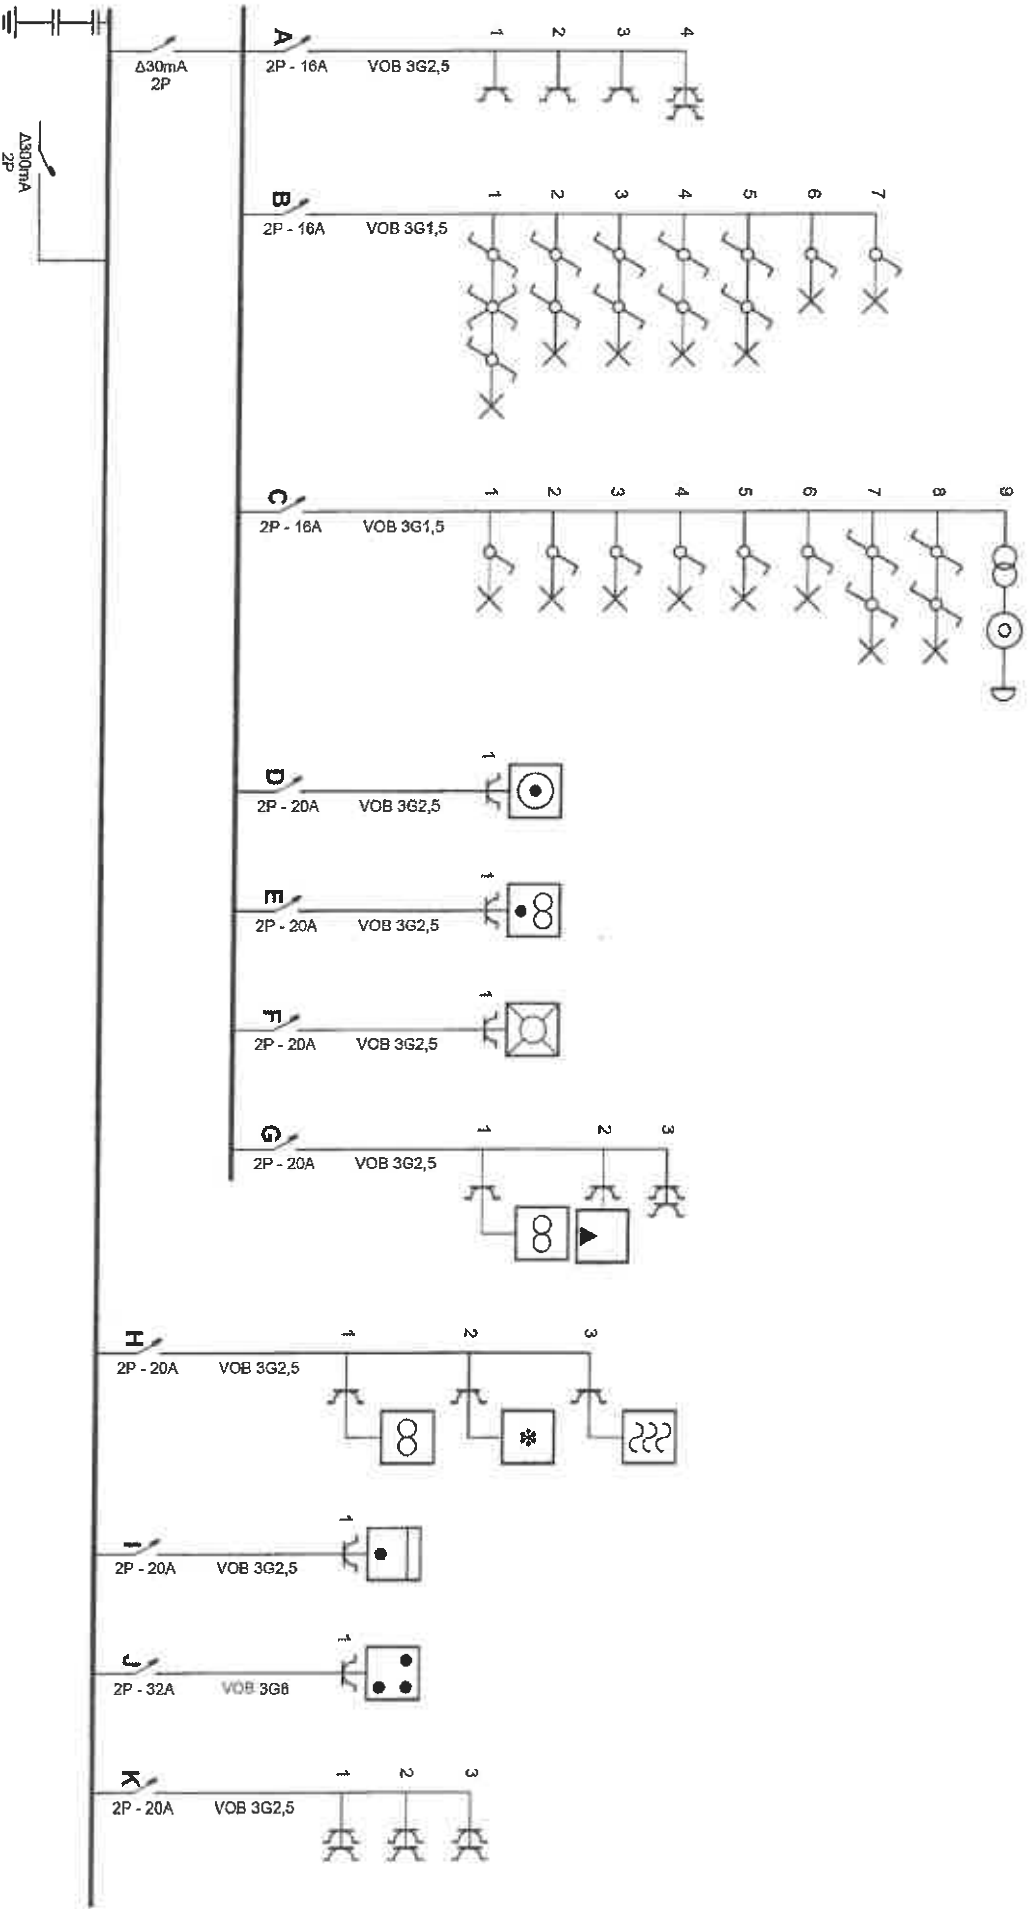 Δ300mA
2P
Δ30mA
2P
A
2P - 16A
VOB 3G2,5
1
2
3
4
B
2P - 16A
VOB 3G1,5
1
2
3
4
5
6
7
C
2P - 16A
VOB 3G1,5
1
2
3
4
5
6
7
8
9
D
2P - 20A
VOB 3G2,5
1
E
2P - 20A
VOB 3G2,5
1
F
2P - 20A
VOB 3G2,5
1
G
2P - 20A
VOB 3G2,5
1
2
3
H
2P - 20A
VOB 3G2,5
1
2
3
I
2P - 20A
VOB 3G2,5
1
J
2P - 32A
VOB 3G6
1
K
2P - 20A
VOB 3G2,5
1
2
3